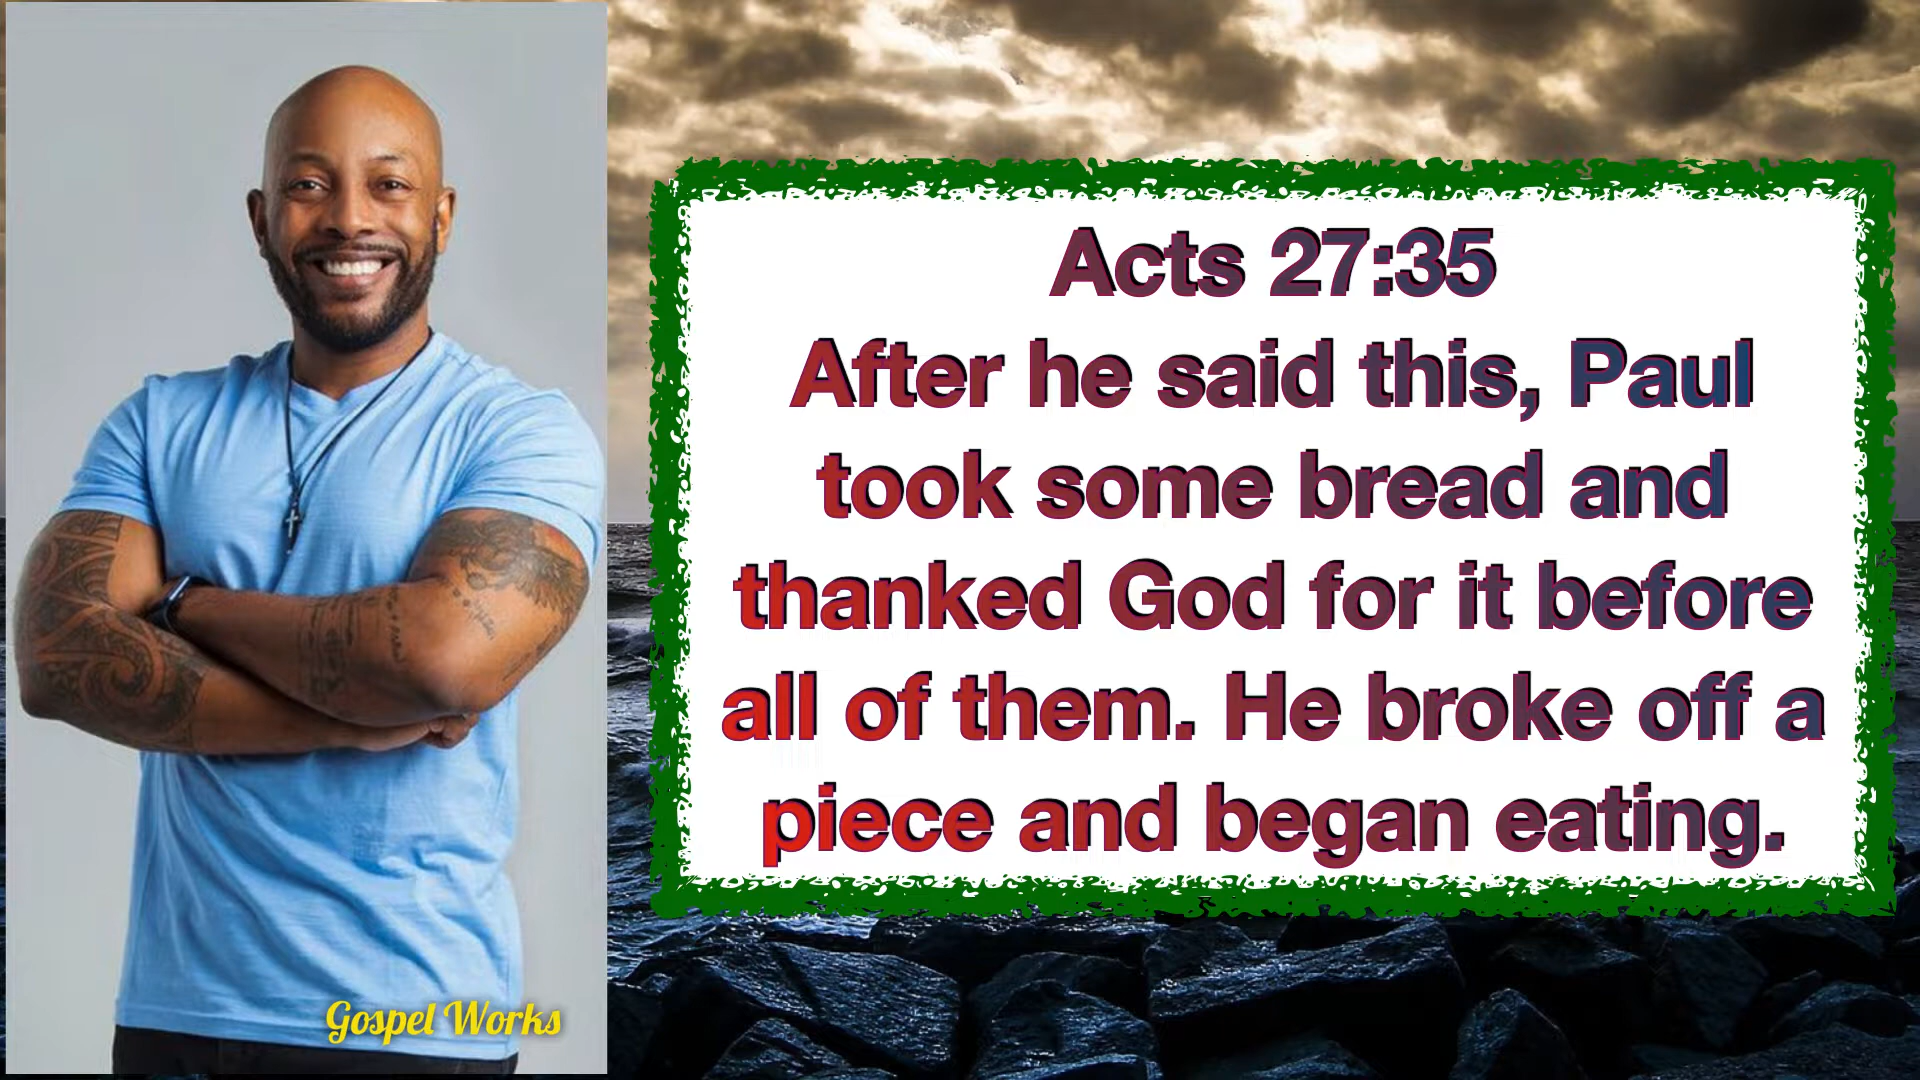 Acts 27:35
After he said this, Paul
took some bread and
thanked God for it before
all of them. He broke off a
piece and began eating.
Gospel Works